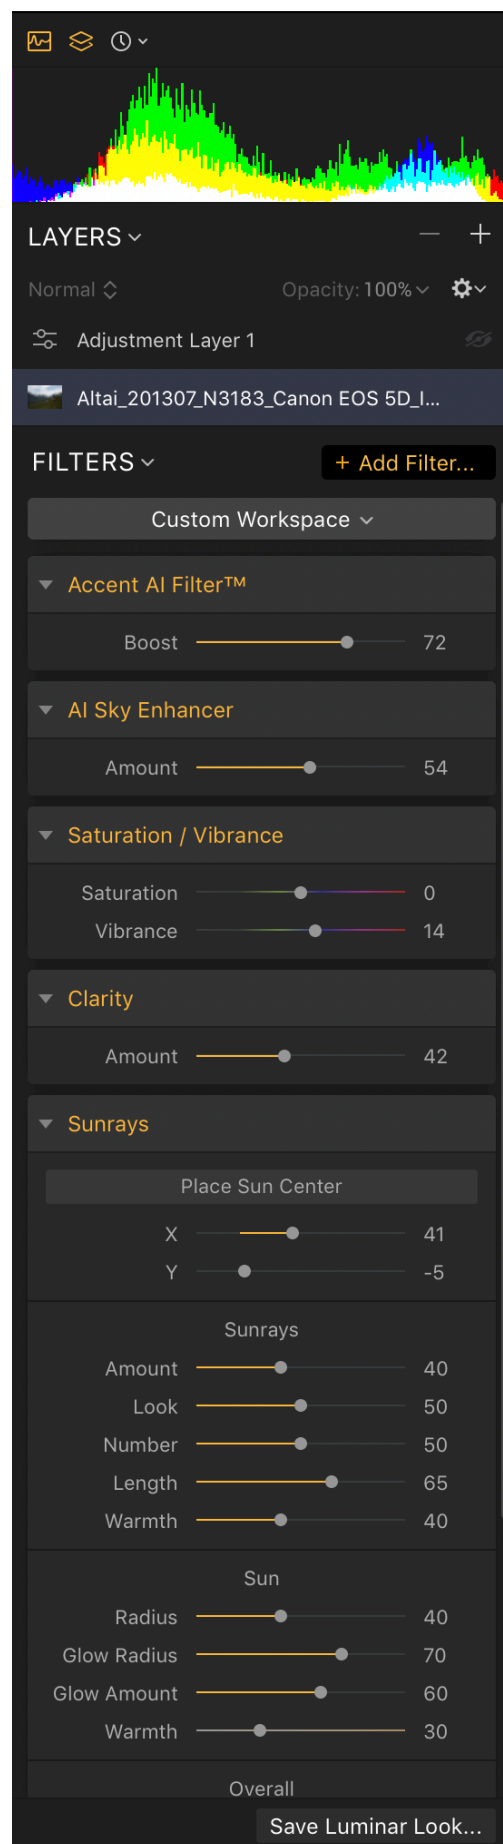 LAYERS
Normal Opacity: 100%
Adjustment Layer 1
Altai_201307_N3183_Canon EOS 5D_I...
FILTERS + Add Filter...
Custom Workspace
Accent AI Filter™
Boost 72
AI Sky Enhancer
Amount 54
Saturation / Vibrance
Saturation 0
Vibrance 14
Clarity
Amount 42
Sunrays
Place Sun Center
X 41
Y -5
Sunrays
Amount 40
Look 50
Number 50
Length 65
Warmth 40
Sun
Radius 40
Glow Radius 70
Glow Amount 60
Warmth 30
Overall
Save Luminar Look...